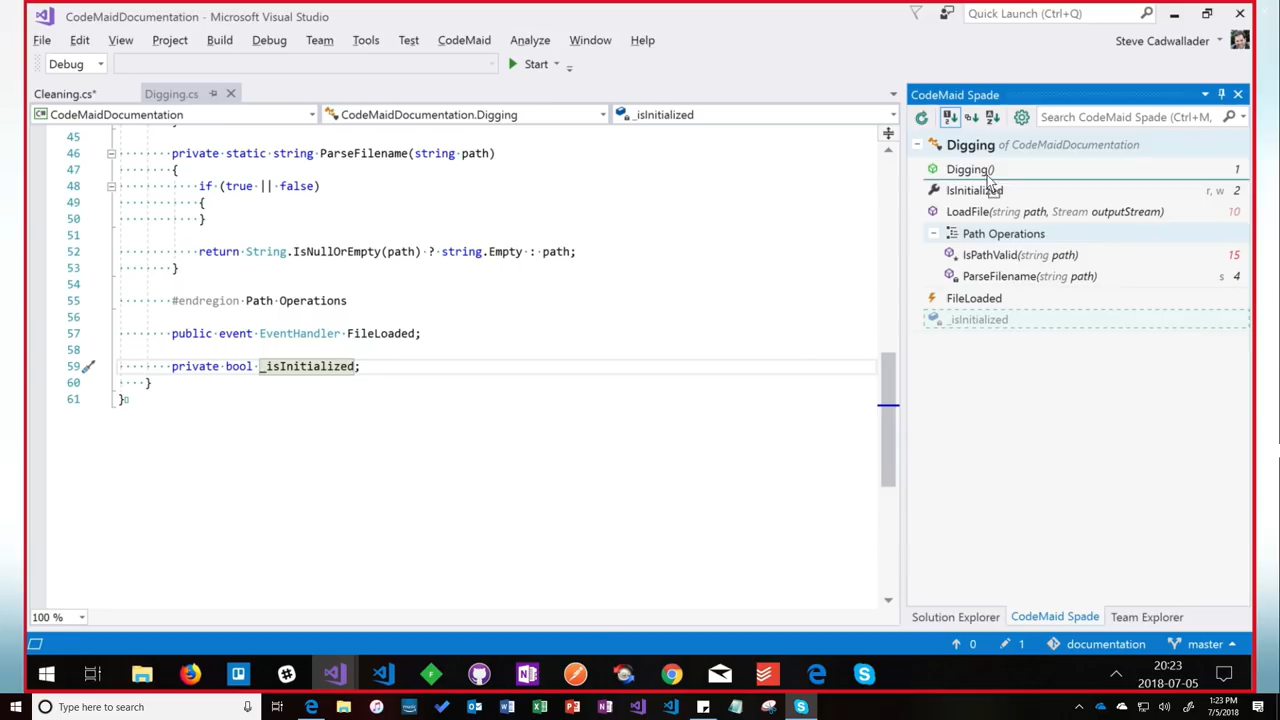 CodeMaidDocumentation - Microsoft Visual Studio
Quick Launch (Ctrl+Q)
File Edit View Project Build Debug Team Tools Test CodeMaid Analyze Window Help
Steve Cadwallader
Debug Start
Cleaning.cs* Digging.cs
CodeMaidDocumentation CodeMaidDocumentation.Digging _isInitialized
45 }
46 private static string ParseFilename(string path)
47 {
48 if (true || false)
49 {
50 }
51
52 return String.IsNullOrEmpty(path) ? string.Empty : path;
53 }
54
55 #endregion Path Operations
56
57 public event EventHandler FileLoaded;
58
59 private bool _isInitialized;
60 }
61 }
100 %
CodeMaid Spade
Search CodeMaid Spade (Ctrl+M,
Digging of CodeMaidDocumentation
Digging() 1
IsInitialized r, w 2
LoadFile(string path, Stream outputStream) 10
Path Operations
IsPathValid(string path) 15
ParseFilename(string path) s 4
FileLoaded
_isInitialized
Solution Explorer CodeMaid Spade Team Explorer
0 1 documentation master
20:23
2018-07-05
Type here to search
1:23 PM
7/5/2018